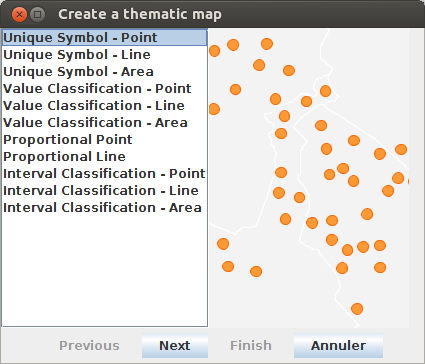 Create a thematic map
Unique Symbol - Point
Unique Symbol - Line
Unique Symbol - Area
Value Classification - Point
Value Classification - Line
Value Classification - Area
Proportional Point
Proportional Line
Interval Classification - Point
Interval Classification - Line
Interval Classification - Area
Previous Next Finish Annuler